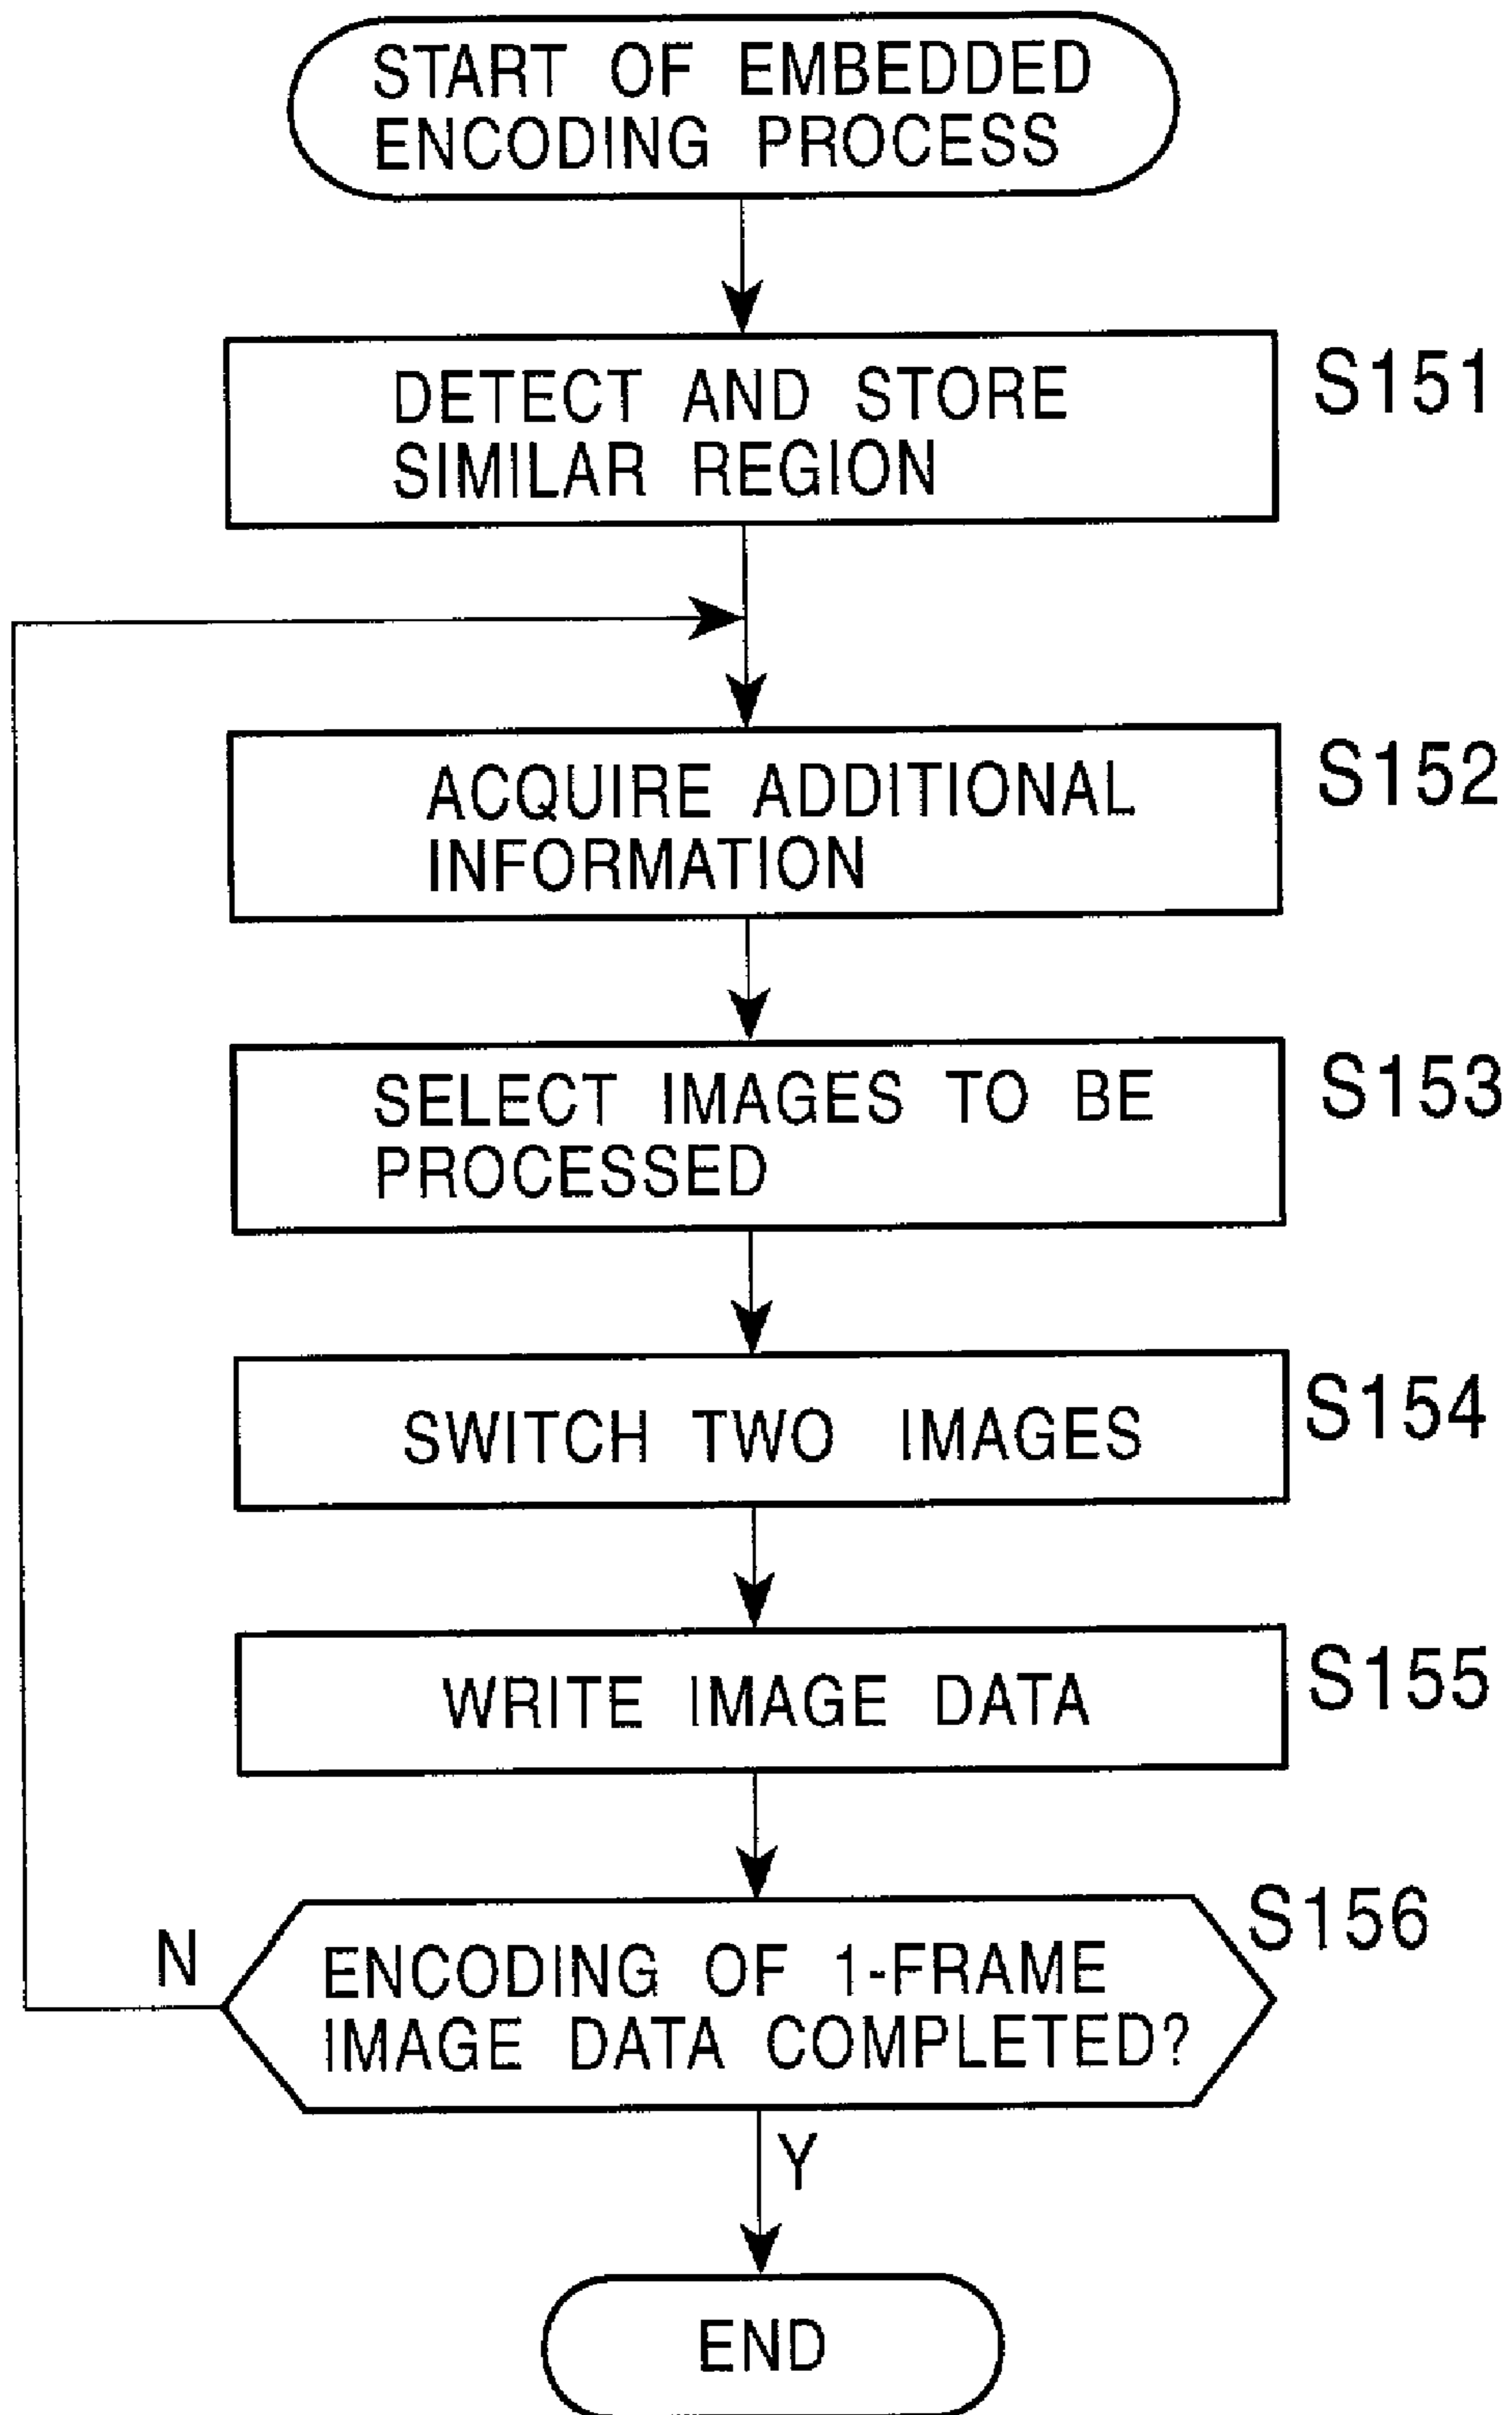 START OF EMBEDDED
ENCODING PROCESS
DETECT AND STORE
SIMILAR REGION
S151
ACQUIRE ADDITIONAL
INFORMATION
S152
SELECT IMAGES TO BE
PROCESSED
S153
SWITCH TWO IMAGES
S154
WRITE IMAGE DATA
S155
S156
N
ENCODING OF 1-FRAME
IMAGE DATA COMPLETED?
Y
END